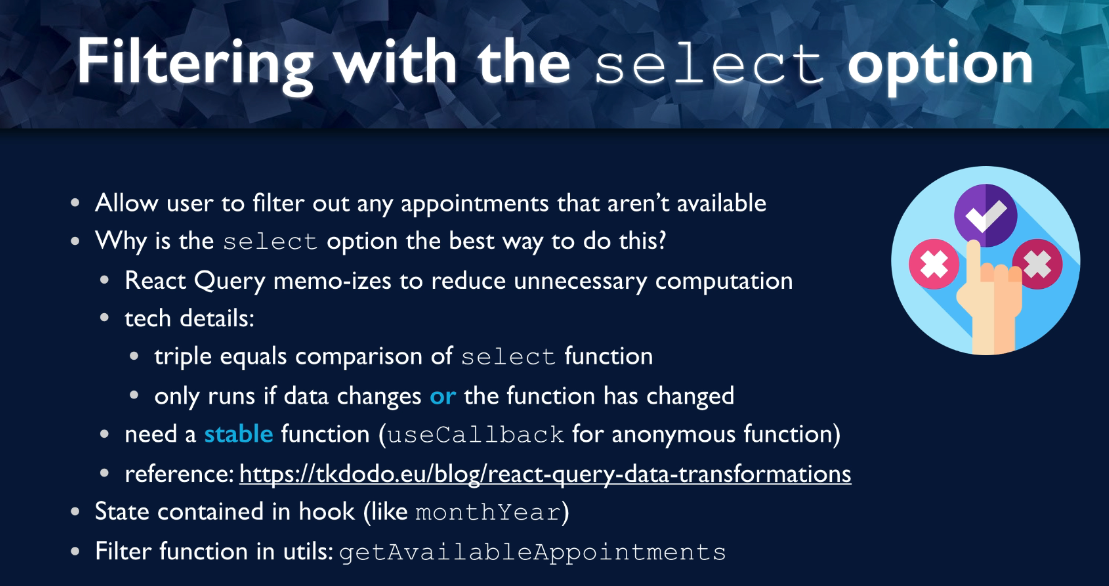 Filtering with the select option
• Allow user to filter out any appointments that aren’t available
• Why is the select option the best way to do this?
• React Query memo-izes to reduce unnecessary computation
• tech details:
• triple equals comparison of select function
• only runs if data changes or the function has changed
• need a stable function (useCallback for anonymous function)
• reference: https://tkdodo.eu/blog/react-query-data-transformations
• State contained in hook (like monthYear)
• Filter function in utils: getAvailableAppointments